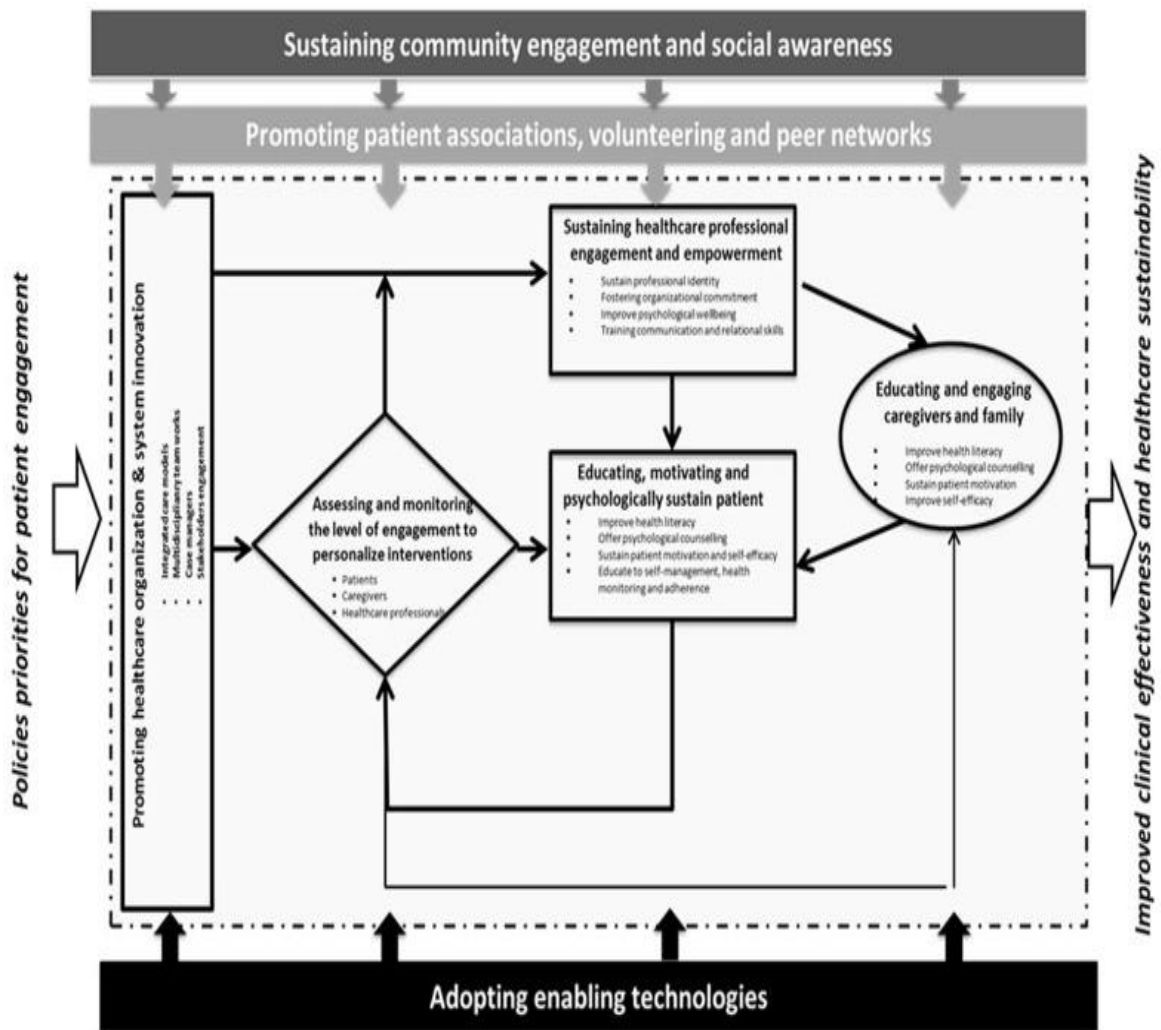 Sustaining community engagement and social awareness
Promoting patient associations, volunteering and peer networks
Policies priorities for patient engagement
Promoting healthcare organization & system innovation
• Integrated care models
• Multidisciplianry team works
• Case managers
• Stakeholders engagement
Assessing and monitoring
the level of engagement to
personalize interventions
• Patients
• Caregivers
• Healthcare professionals
Sustaining healthcare professional
engagement and empowerment
• Sustain professional identity
• Fostering organizational commitment
• Improve psychological wellbeing
• Training communication and relational skills
Educating, motivating and
psychologically sustain patient
• Improve health literacy
• Offer psychological counselling
• Sustain patient motivation and self-efficacy
• Educate to self-management, health
monitoring and adherence
Educating and engaging
caregivers and family
• Improve health literacy
• Offer psychological counselling
• Sustain patient motivation
• Improve self-efficacy
Improved clinical effectiveness and healthcare sustainability
Adopting enabling technologies